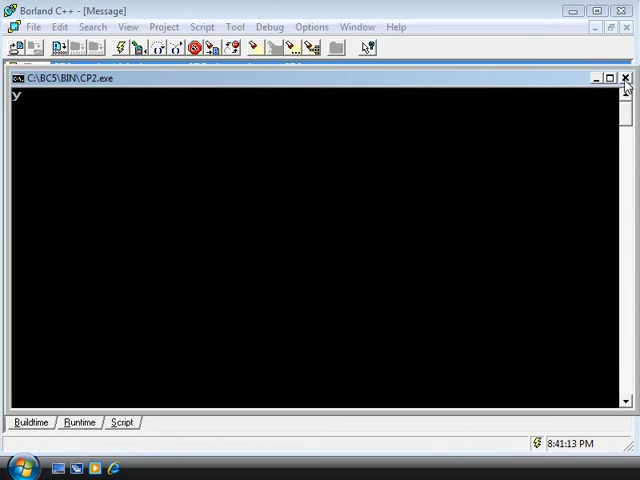 Borland C++ - [Message]
File Edit Search View Project Script Tool Debug Options Window Help
C:\BC5\BIN\CP2.exe
y
Buildtime Runtime Script
8:41:13 PM